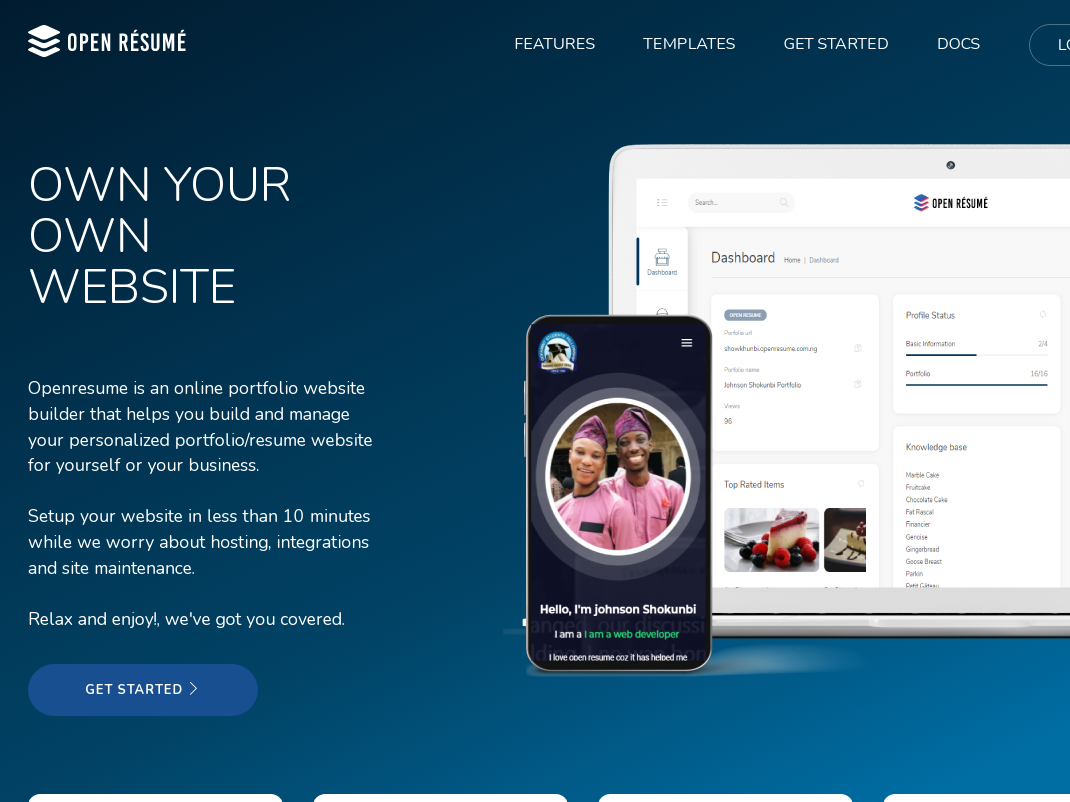 OPEN RÉSUMÉ
FEATURES
TEMPLATES
GET STARTED
DOCS
LO
OWN YOUR
OWN
WEBSITE
Openresume is an online portfolio website
builder that helps you build and manage
your personalized portfolio/resume website
for yourself or your business.
Setup your website in less than 10 minutes
while we worry about hosting, integrations
and site maintenance.
Relax and enjoy!, we've got you covered.
GET STARTED
Search...
OPEN RÉSUMÉ
Dashboard
Dashboard
Home | Dashboard
OPEN RESUME
Portfolio url
showkhunbi.openresume.com.ng
Portfolio name
Johnson Shokunbi Portfolio
Views
96
Top Rated Items
Profile Status
Basic Information
2/4
Portfolio
16/16
Knowledge base
Marble Cake
Fruitcake
Chocolate Cake
Fat Rascal
Financier
Genoise
Gingerbread
Goose Breast
Parkin
Petit Gâteau
Hello, I'm johnson Shokunbi
I am a I am a web developer
I love open resume coz it has helped me